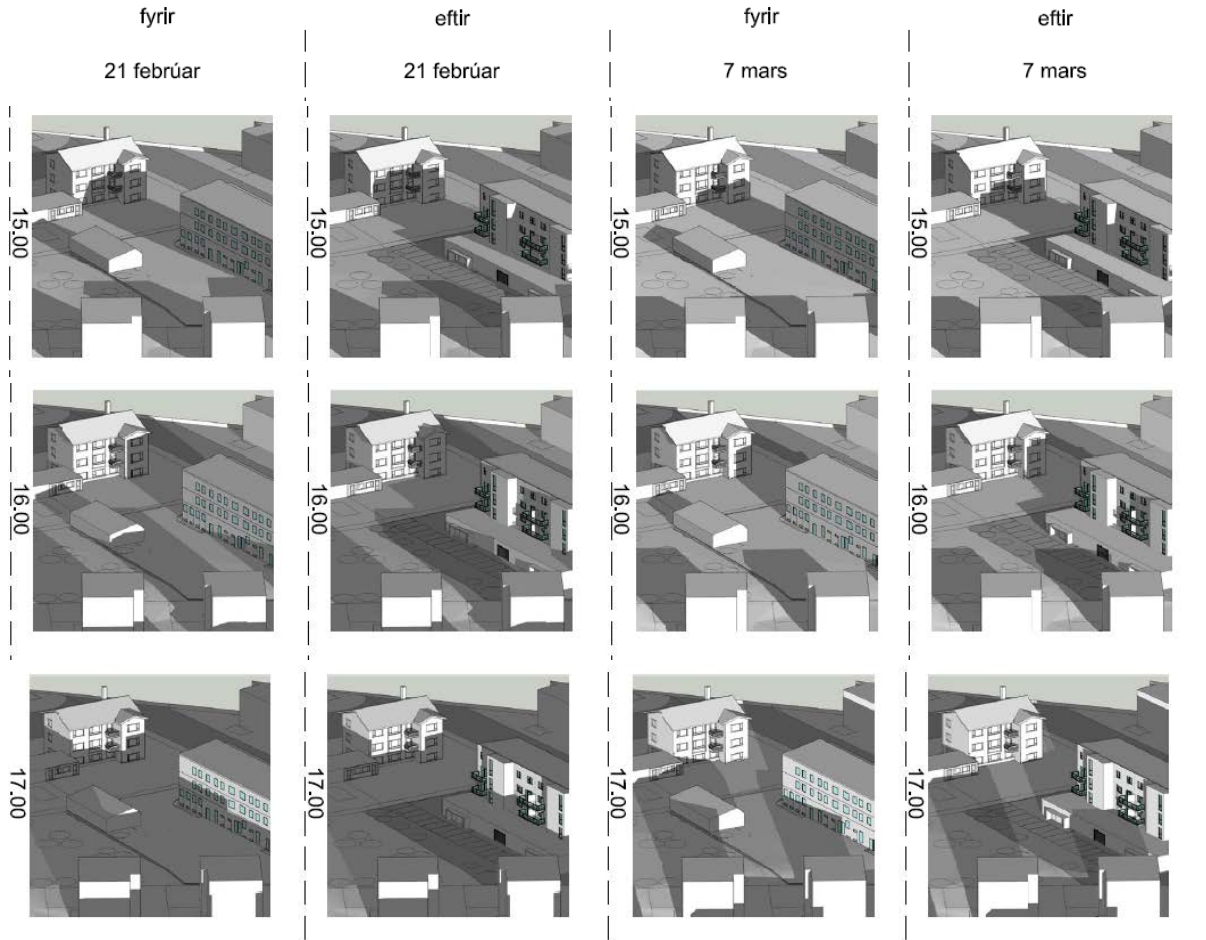 fyrir eftir fyrir eftir
21 febrúar 21 febrúar 7 mars 7 mars
15.00 15.00 15.00 15.00
16.00 16.00 16.00 16.00
17.00 17.00 17.00 17.00